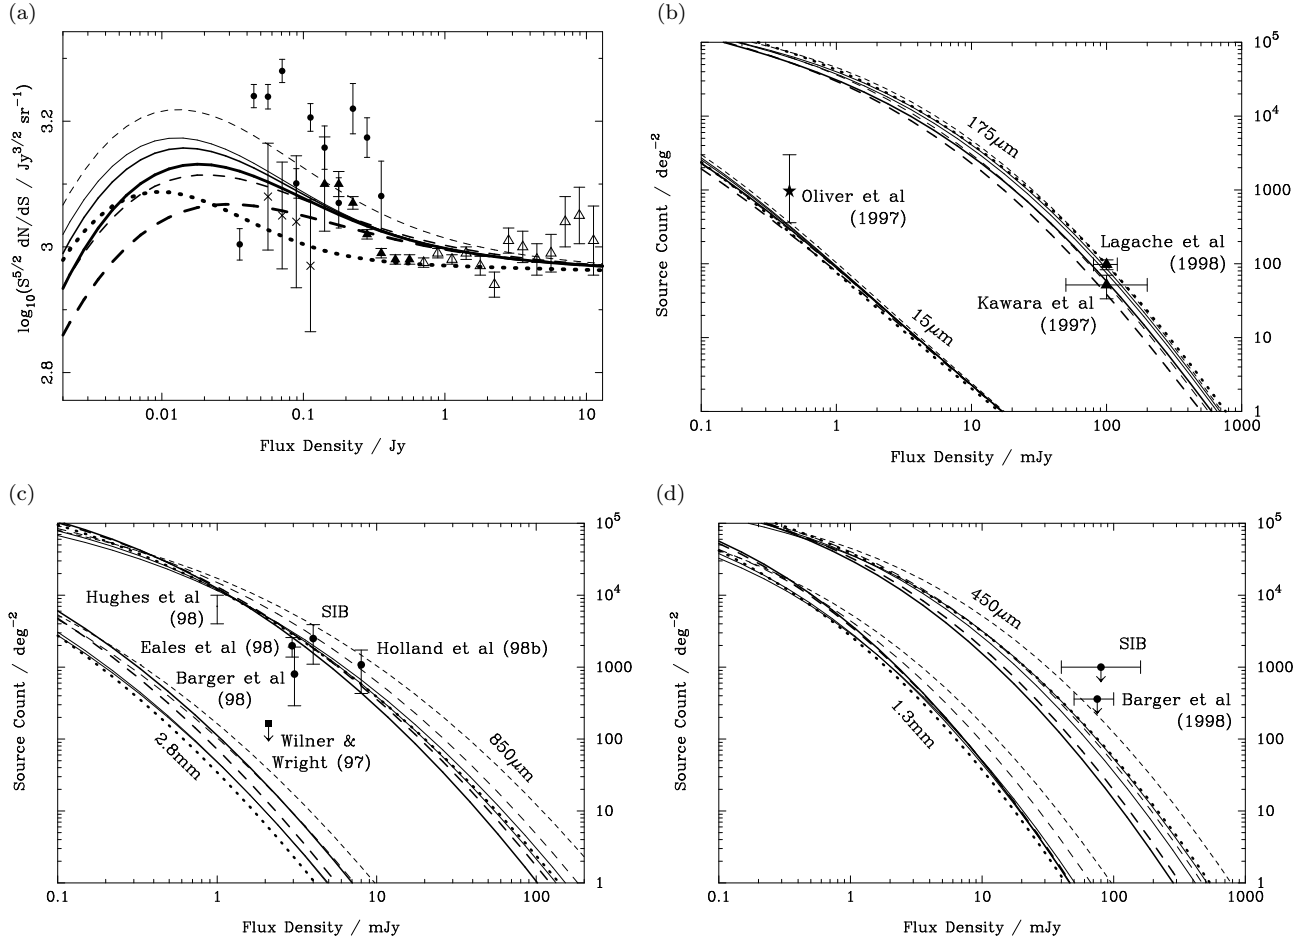 (a)
log10(S^5/2 dN/dS / Jy^3/2 sr^-1)
3.2
3
2.8
0.01
0.1
1
10
Flux Density / Jy
(b)
Source Count / deg^-2
10^5
10^4
1000
100
10
1
175μm
15μm
Oliver et al
(1997)
Lagache et al
(1998)
Kawara et al
(1997)
0.1
1
10
100
1000
Flux Density / mJy
(c)
Source Count / deg^-2
10^5
10^4
1000
100
10
1
Hughes et al
(98)
SIB
Eales et al (98)
Holland et al (98b)
Barger et al
(98)
Wilner &
Wright (97)
2.8mm
850μm
0.1
1
10
100
Flux Density / mJy
(d)
Source Count / deg^-2
10^5
10^4
1000
100
10
1
450μm
1.3mm
SIB
Barger et al
(1998)
0.1
1
10
100
1000
Flux Density / mJy